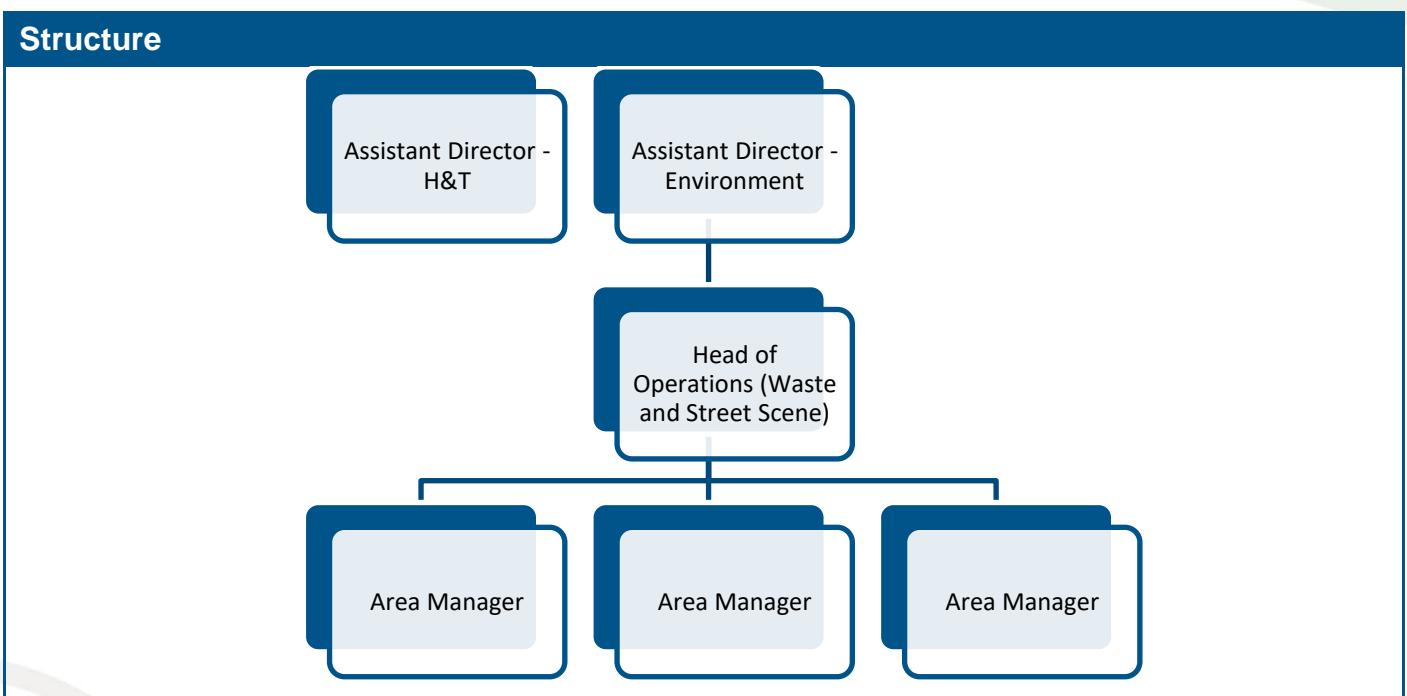 Structure
Assistant Director -
H&T
Assistant Director -
Environment
Head of
Operations (Waste
and Street Scene)
Area Manager
Area Manager
Area Manager